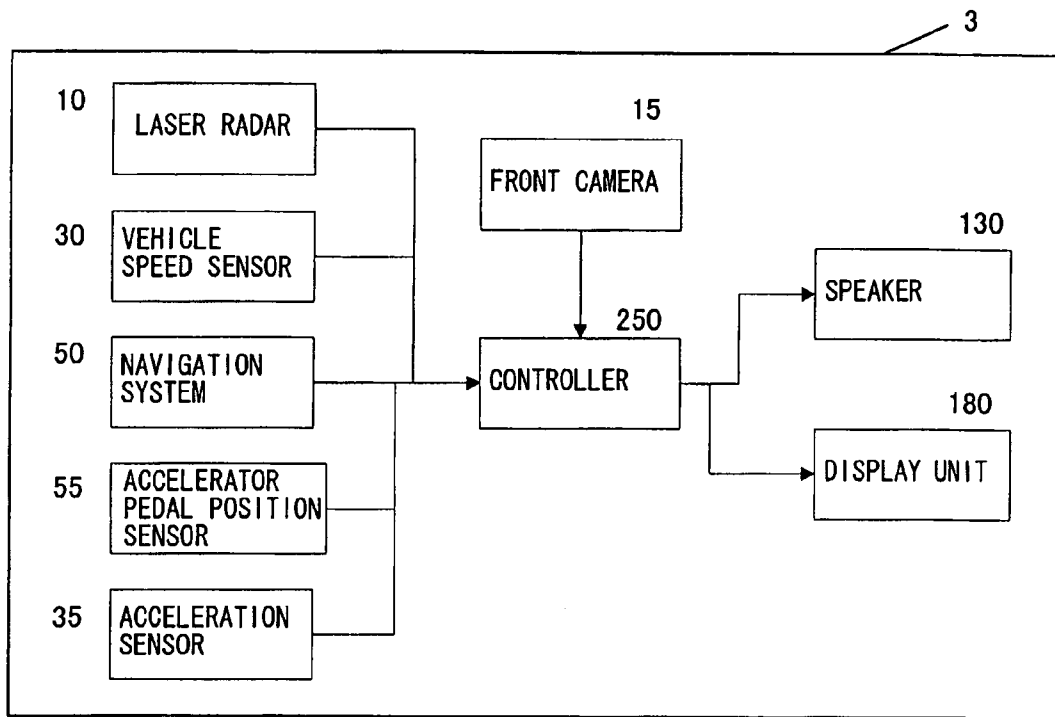 3
10
LASER RADAR
15
FRONT CAMERA
30
VEHICLE
SPEED SENSOR
130
SPEAKER
50
NAVIGATION
SYSTEM
250
CONTROLLER
180
DISPLAY UNIT
55
ACCELERATOR
PEDAL POSITION
SENSOR
35
ACCELERATION
SENSOR